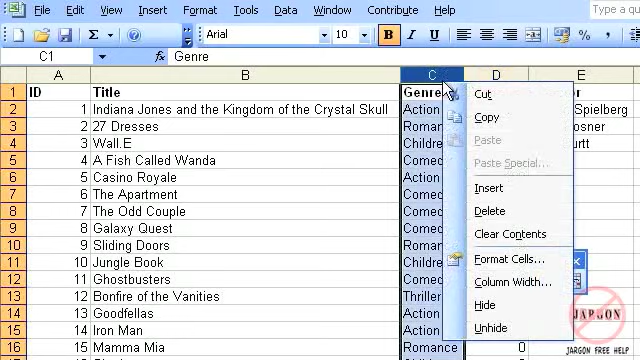 File Edit View Insert Format Tools Data Window Contribute Help Type a qu
Σ Arial 10 B %
C1 fx Genre
A B C D E
1 ID Title Genre or
2 1 Indiana Jones and the Kingdom of the Crystal Skull Action Spielberg
3 2 27 Dresses Roman osner
4 3 Wall.E Childre urtt
5 4 A Fish Called Wanda Comed
6 5 Casino Royale Action
7 6 The Apartment Comed
8 7 The Odd Couple Comed
9 8 Galaxy Quest Comed
10 9 Sliding Doors Roman
11 10 Jungle Book Childre
12 11 Ghostbusters Comed
13 12 Bonfire of the Vanities Thriller
14 13 Goodfellas Action
15 14 Iron Man Action
16 15 Mamma Mia Romance 0
Cut
Copy
Paste
Paste Special...
Insert
Delete
Clear Contents
Format Cells...
Column Width...
Hide
Unhide
JARGON
JARGON FREE HELP